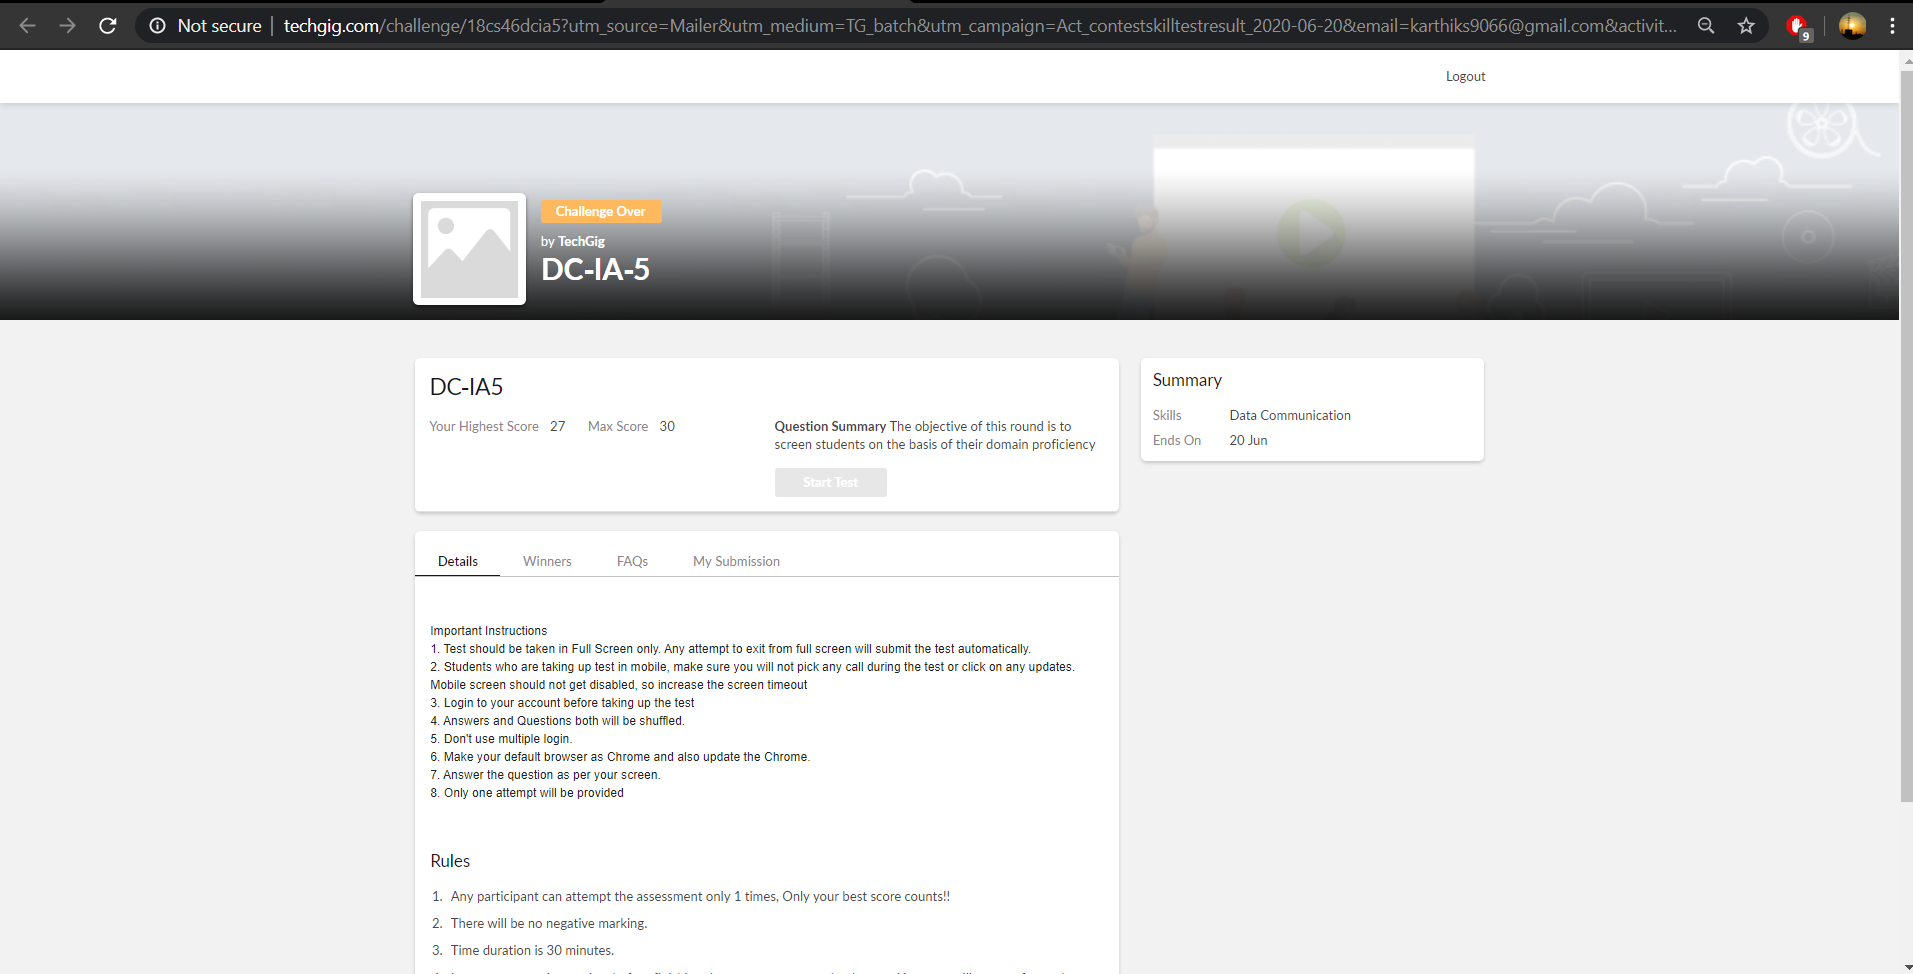 Not secure | techgig.com/challenge/18cs46dcia5?utm_source=Mailer&utm_medium=TG_batch&utm_campaign=Act_contestskilltestresult_2020-06-20&email=karthiks9066@gmail.com&activit...
9
Logout
Challenge Over
by TechGig
DC-IA-5
DC-IA5
Your Highest Score 27 Max Score 30
Question Summary The objective of this round is to
screen students on the basis of their domain proficiency
Start Test
Summary
Skills Data Communication
Ends On 20 Jun
Details Winners FAQs My Submission
Important Instructions
1. Test should be taken in Full Screen only. Any attempt to exit from full screen will submit the test automatically.
2. Students who are taking up test in mobile, make sure you will not pick any call during the test or click on any updates.
Mobile screen should not get disabled, so increase the screen timeout
3. Login to your account before taking up the test
4. Answers and Questions both will be shuffled.
5. Don't use multiple login.
6. Make your default browser as Chrome and also update the Chrome.
7. Answer the question as per your screen.
8. Only one attempt will be provided
Rules
1. Any participant can attempt the assessment only 1 times, Only your best score counts!!
2. There will be no negative marking.
3. Time duration is 30 minutes.